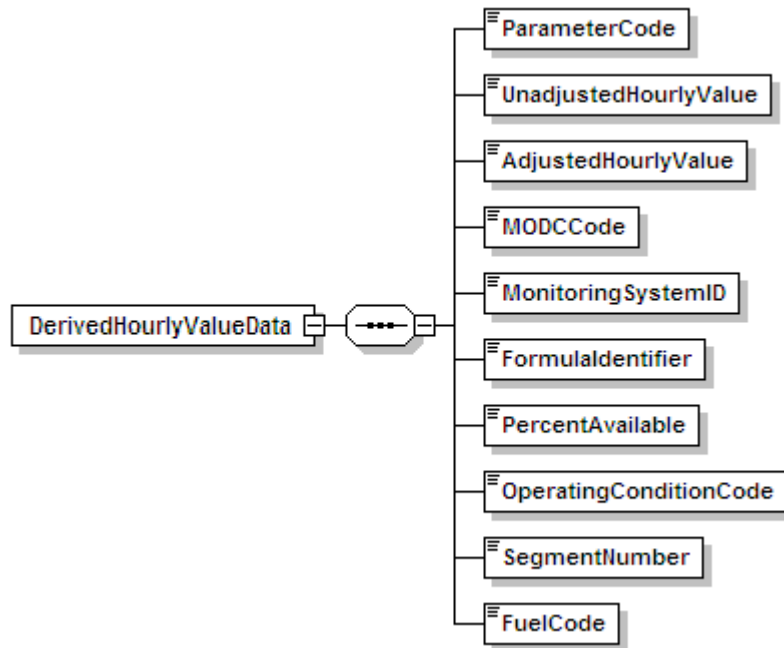 ParameterCode
UnadjustedHourlyValue
AdjustedHourlyValue
MODCCode
MonitoringSystemID
DerivedHourlyValueData
FormulaIdentifier
PercentAvailable
OperatingConditionCode
SegmentNumber
FuelCode